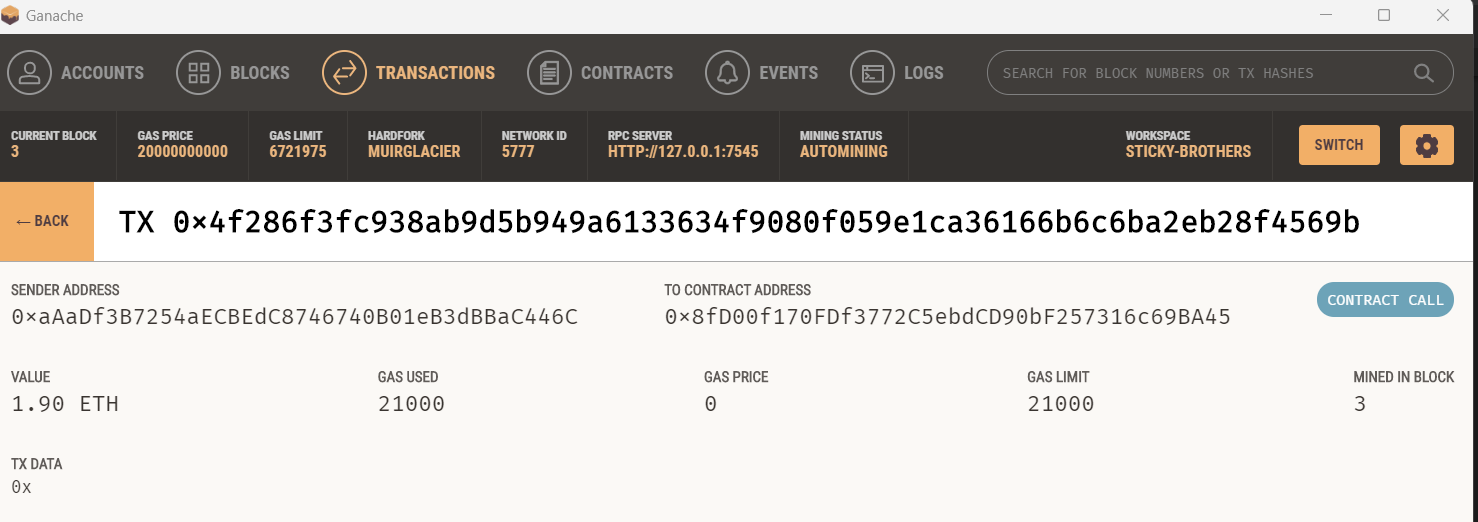 Ganache
ACCOUNTS BLOCKS TRANSACTIONS CONTRACTS EVENTS LOGS SEARCH FOR BLOCK NUMBERS OR TX HASHES
CURRENT BLOCK GAS PRICE GAS LIMIT HARDFORK NETWORK ID RPC SERVER MINING STATUS WORKSPACE
3 20000000000 6721975 MUIRGLACIER 5777 HTTP://127.0.0.1:7545 AUTOMINING STICKY-BROTHERS SWITCH
← BACK TX 0×4f286f3fc938ab9d5b949a6133634f9080f059e1ca36166b6c6ba2eb28f4569b
SENDER ADDRESS TO CONTRACT ADDRESS
0×aAaDf3B7254aECBEdC8746740B01eB3dBBaC446C 0×8fD00f170FDf3772C5ebdCD90bF257316c69BA45 CONTRACT CALL
VALUE GAS USED GAS PRICE GAS LIMIT MINED IN BLOCK
1.90 ETH 21000 0 21000 3
TX DATA
0x